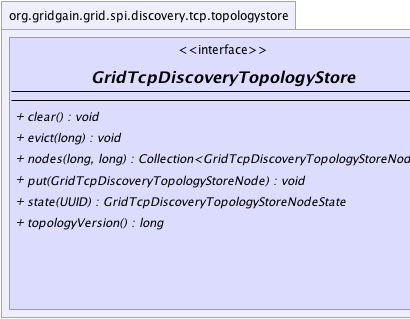 org.gridgain.grid.spi.discovery.tcp.topologystore
<<interface>>
GridTcpDiscoveryTopologyStore
+ clear() : void
+ evict(long) : void
+ nodes(long, long) : Collection<GridTcpDiscoveryTopologyStoreNod
+ put(GridTcpDiscoveryTopologyStoreNode) : void
+ state(UUID) : GridTcpDiscoveryTopologyStoreNodeState
+ topologyVersion() : long